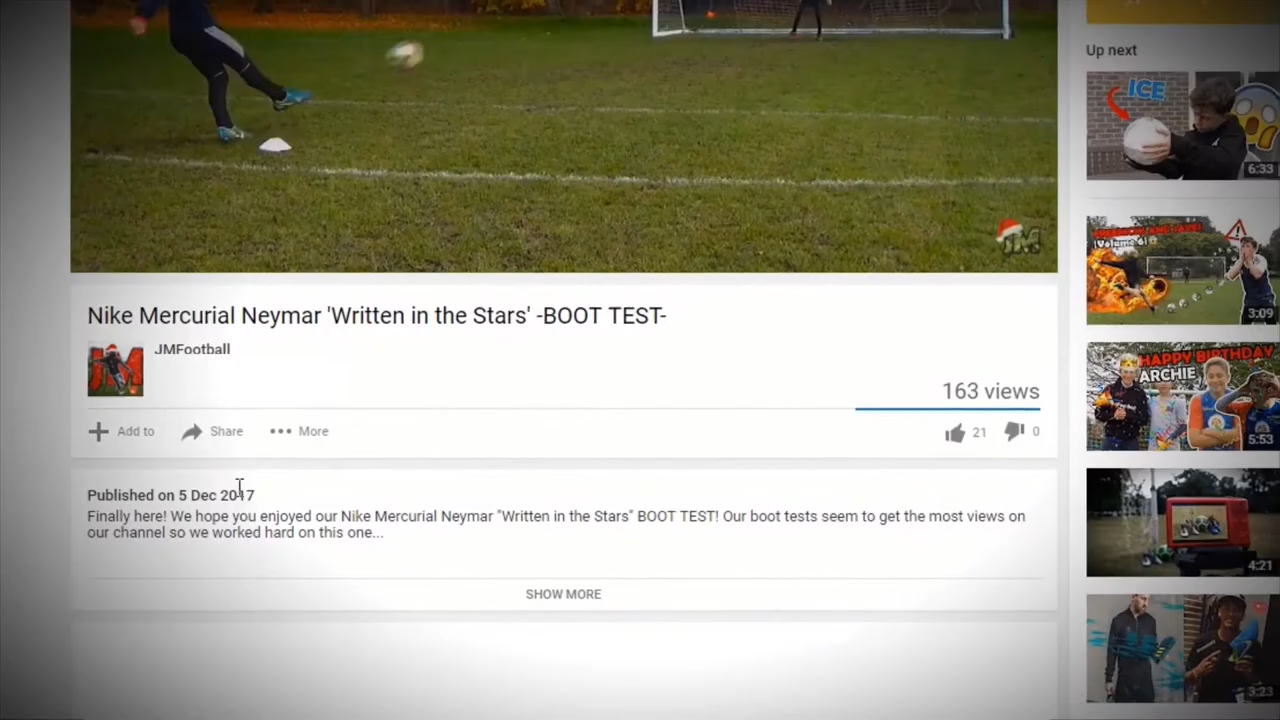 JM
Nike Mercurial Neymar 'Written in the Stars' -BOOT TEST-
JM
JMFootball
163 views
Add to
Share
More
21
0
Published on 5 Dec 2017
Finally here! We hope you enjoyed our Nike Mercurial Neymar "Written in the Stars" BOOT TEST! Our boot tests seem to get the most views on
our channel so we worked hard on this one...
SHOW MORE
Up next
ICE
6:33
(Volume 6)
3:09
HAPPY BIRTHDAY
ARCHIE
5:53
4:21
3:23